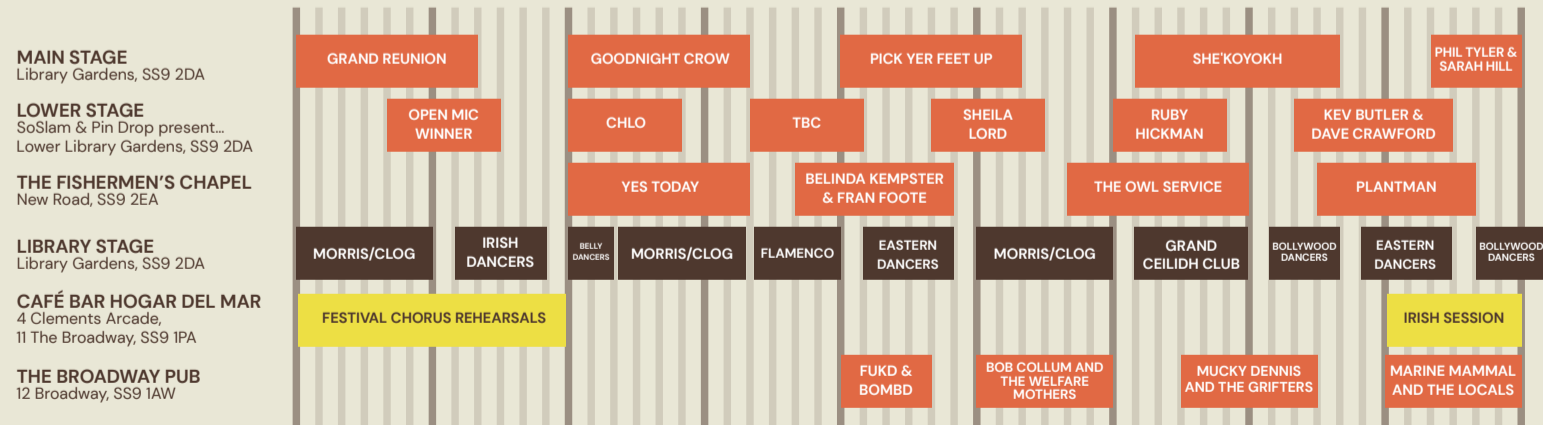 MAIN STAGE
Library Gardens, SS9 2DA
GRAND REUNION
GOODNIGHT CROW
PICK YER FEET UP
SHE'KOYOKH
PHIL TYLER &
SARAH HILL
LOWER STAGE
SoSlam & Pin Drop present...
Lower Library Gardens, SS9 2DA
OPEN MIC
WINNER
CHLO
TBC
SHEILA
LORD
RUBY
HICKMAN
KEV BUTLER &
DAVE CRAWFORD
THE FISHERMEN’S CHAPEL
New Road, SS9 2EA
YES TODAY
BELINDA KEMPSTER
& FRAN FOOTE
THE OWL SERVICE
PLANTMAN
LIBRARY STAGE
Library Gardens, SS9 2DA
MORRIS/CLOG
IRISH
DANCERS
BELLY
DANCERS
MORRIS/CLOG
FLAMENCO
EASTERN
DANCERS
MORRIS/CLOG
GRAND
CEILIDH CLUB
BOLLYWOOD
DANCERS
EASTERN
DANCERS
BOLLYWOOD
DANCERS
CAFÉ BAR HOGAR DEL MAR
4 Clements Arcade,
11 The Broadway, SS9 1PA
FESTIVAL CHORUS REHEARSALS
IRISH SESSION
THE BROADWAY PUB
12 Broadway, SS9 1AW
FUKD &
BOMBD
BOB COLLUM AND
THE WELFARE
MOTHERS
MUCKY DENNIS
AND THE GRIFTERS
MARINE MAMMAL
AND THE LOCALS